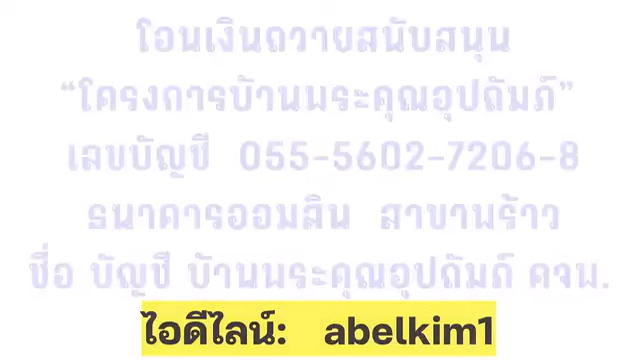 โอนเงินถวายสนับสนุน
“โครงการบ้านพระคุณอุปถัมภ์”
เลขบัญชี 055-5602-7206-8
ธนาคารออมสิน สาขาพร้าว
ชื่อ บัญชี บ้านพระคุณอุปถัมภ์ คจพ.
ไอดีไลน์: abelkim1